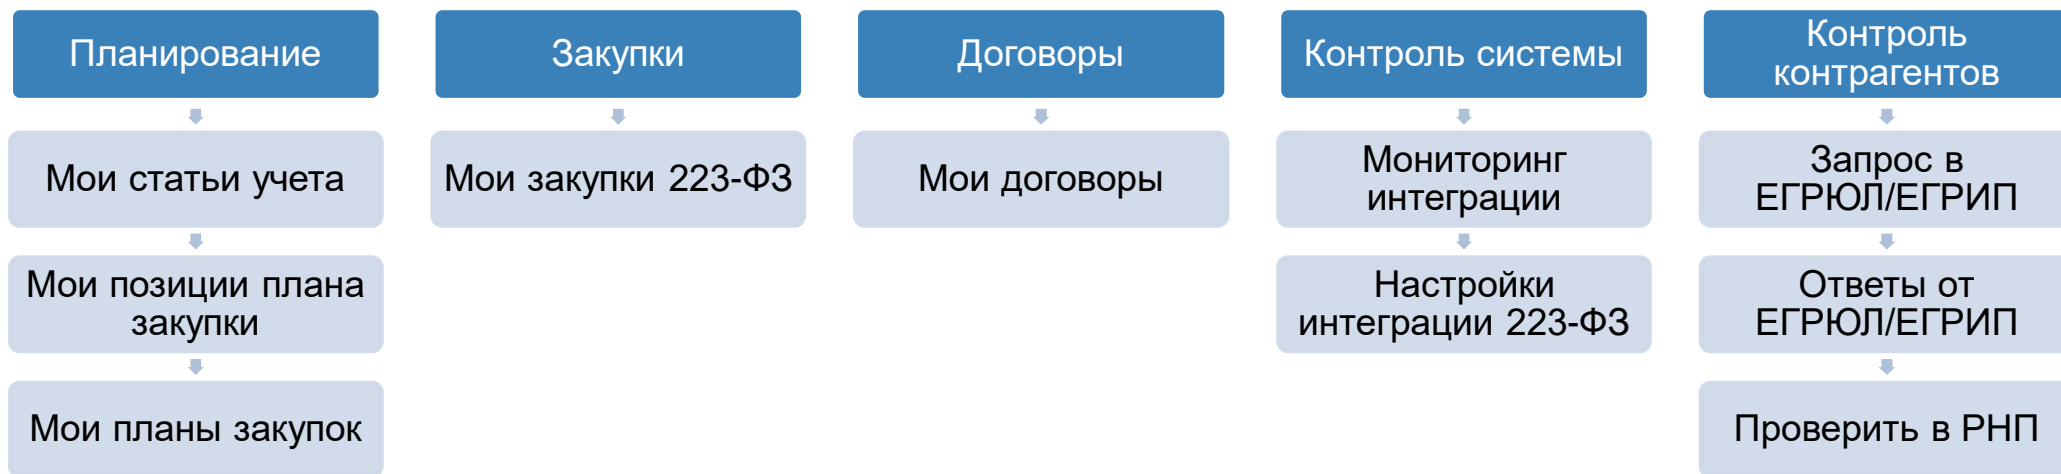 Планирование
Мои статьи учета
Мои позиции плана
закупки
Мои планы закупок
Закупки
Мои закупки 223-ФЗ
Договоры
Мои договоры
Контроль системы
Мониторинг
интеграции
Настройки
интеграции 223-ФЗ
Контроль
контрагентов
Запрос в
ЕГРЮЛ/ЕГРИП
Ответы от
ЕГРЮЛ/ЕГРИП
Проверить в РНП